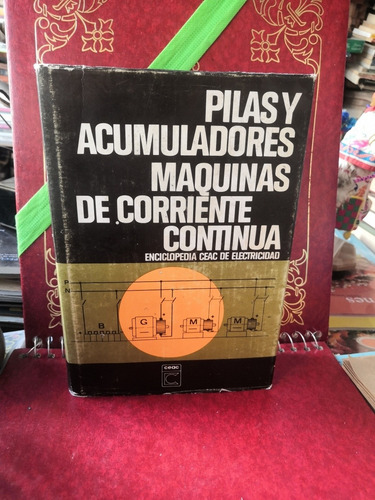 PILAS Y
ACUMULADORES
MAQUINAS
DE CORRIENTE
CONTINUA
ENCICLOPEDIA CEAC DE ELECTRICIDAD
P
N
B
G
M
M
ceac